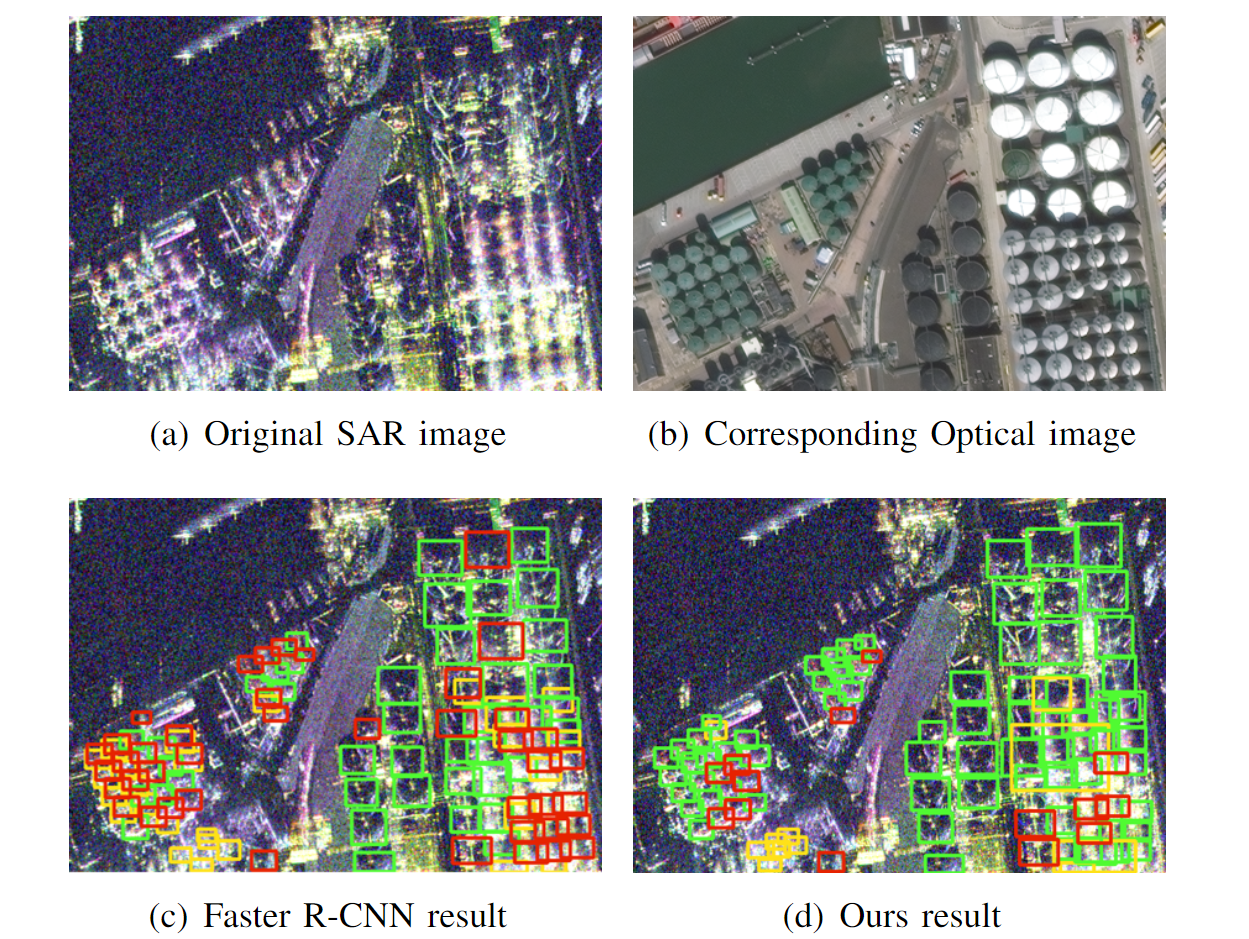 (a) Original SAR image
(b) Corresponding Optical image
(c) Faster R-CNN result
(d) Ours result